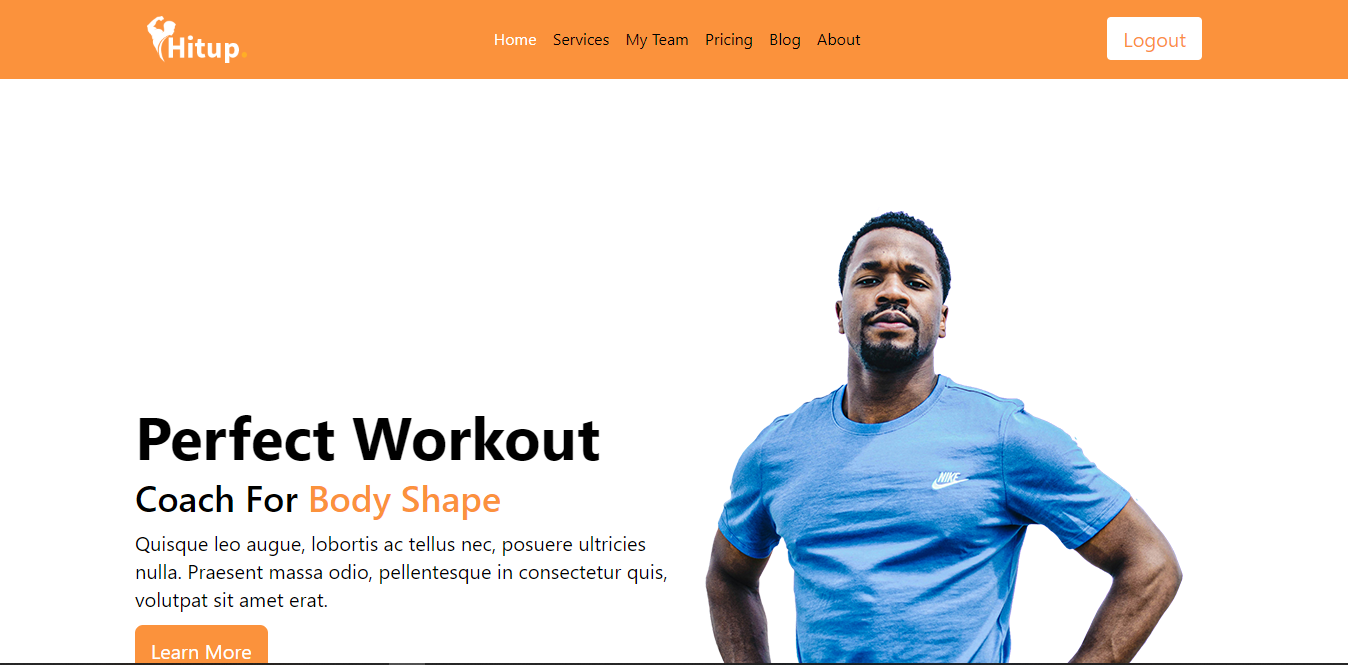 Hitup.
Home Services My Team Pricing Blog About
Logout
Perfect Workout
Coach For Body Shape
NIKE
Quisque leo augue, lobortis ac tellus nec, posuere ultricies
nulla. Praesent massa odio, pellentesque in consectetur quis,
volutpat sit amet erat.
Learn More